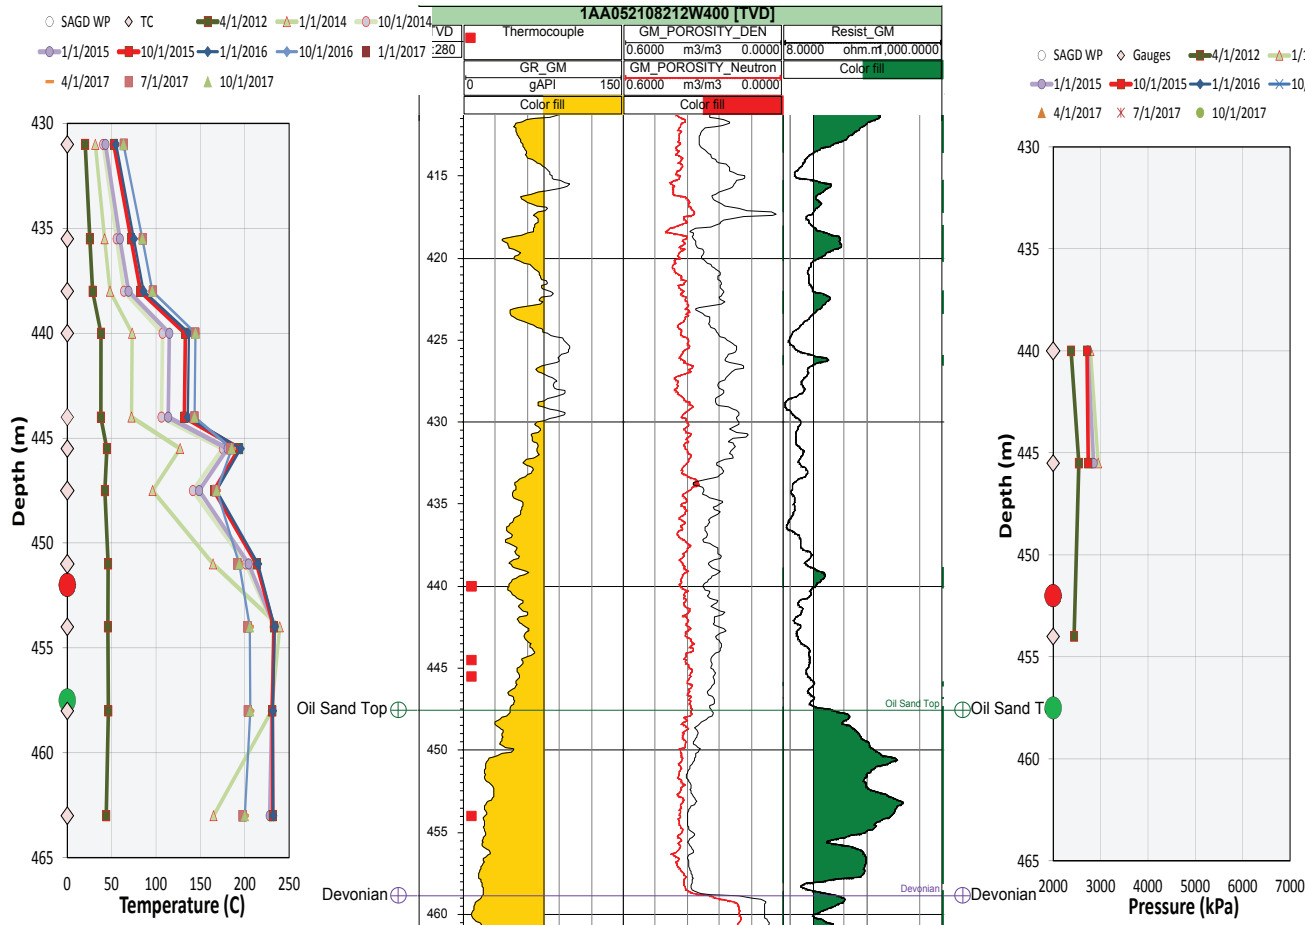 SAGD WP TC 4/1/2012 1/1/2014 10/1/2014
1/1/2015 10/1/2015 1/1/2016 10/1/2016 1/1/2017
4/1/2017 7/1/2017 10/1/2017
430
435
440
445
450
455
460
465
Depth (m)
0 50 100 150 200 250
Temperature (C)
1AA052108212W400 [TVD]
TVD Thermocouple GM_POROSITY_DEN Resist_GM
:280 0.6000 m3/m3 0.0000 8.0000 ohm.m 1,000.0000
GR_GM GM_POROSITY_Neutron Color fill
0 gAPI 150 0.6000 m3/m3 0.0000
Color fill Color fill
415
420
425
430
435
440
445
Oil Sand Top Oil Sand Top Oil Sand T
450
455
Devonian Devonian Devonian
460
SAGD WP Gauges 4/1/2012 1/1
1/1/2015 10/1/2015 1/1/2016 10/
4/1/2017 7/1/2017 10/1/2017
430
435
440
445
450
455
460
465
Depth (m)
2000 3000 4000 5000 6000 7000
Pressure (kPa)